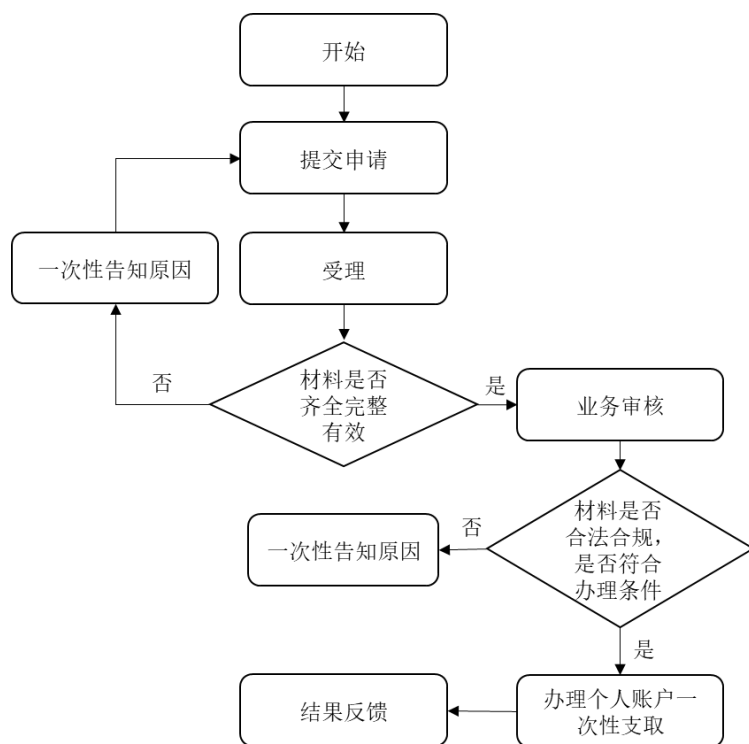 开始
提交申请
一次性告知原因
受理
否
材料是否
齐全完整
有效
是
业务审核
一次性告知原因
否
材料是否
合法合规，
是否符合
办理条件
是
结果反馈
办理个人账户一
次性支取